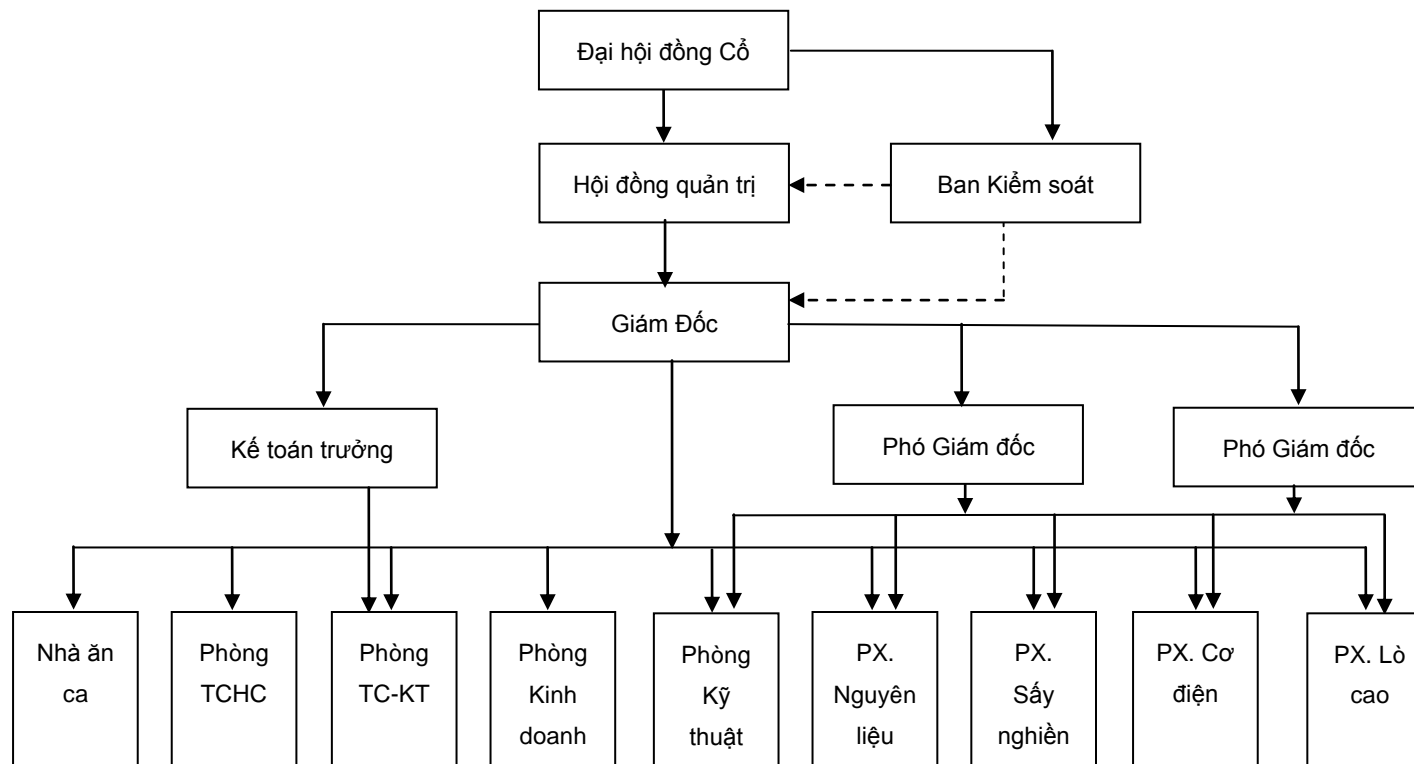 Đại hội đồng Cổ
Hội đồng quản trị
Ban Kiểm soát
Giám Đốc
Kế toán trưởng
Phó Giám đốc
Phó Giám đốc
Nhà ăn
ca
Phòng
TCHC
Phòng
TC-KT
Phòng
Kinh
doanh
Phòng
Kỹ
thuật
PX.
Nguyên
liệu
PX.
Sấy
nghiền
PX. Cơ
điện
PX. Lò
cao